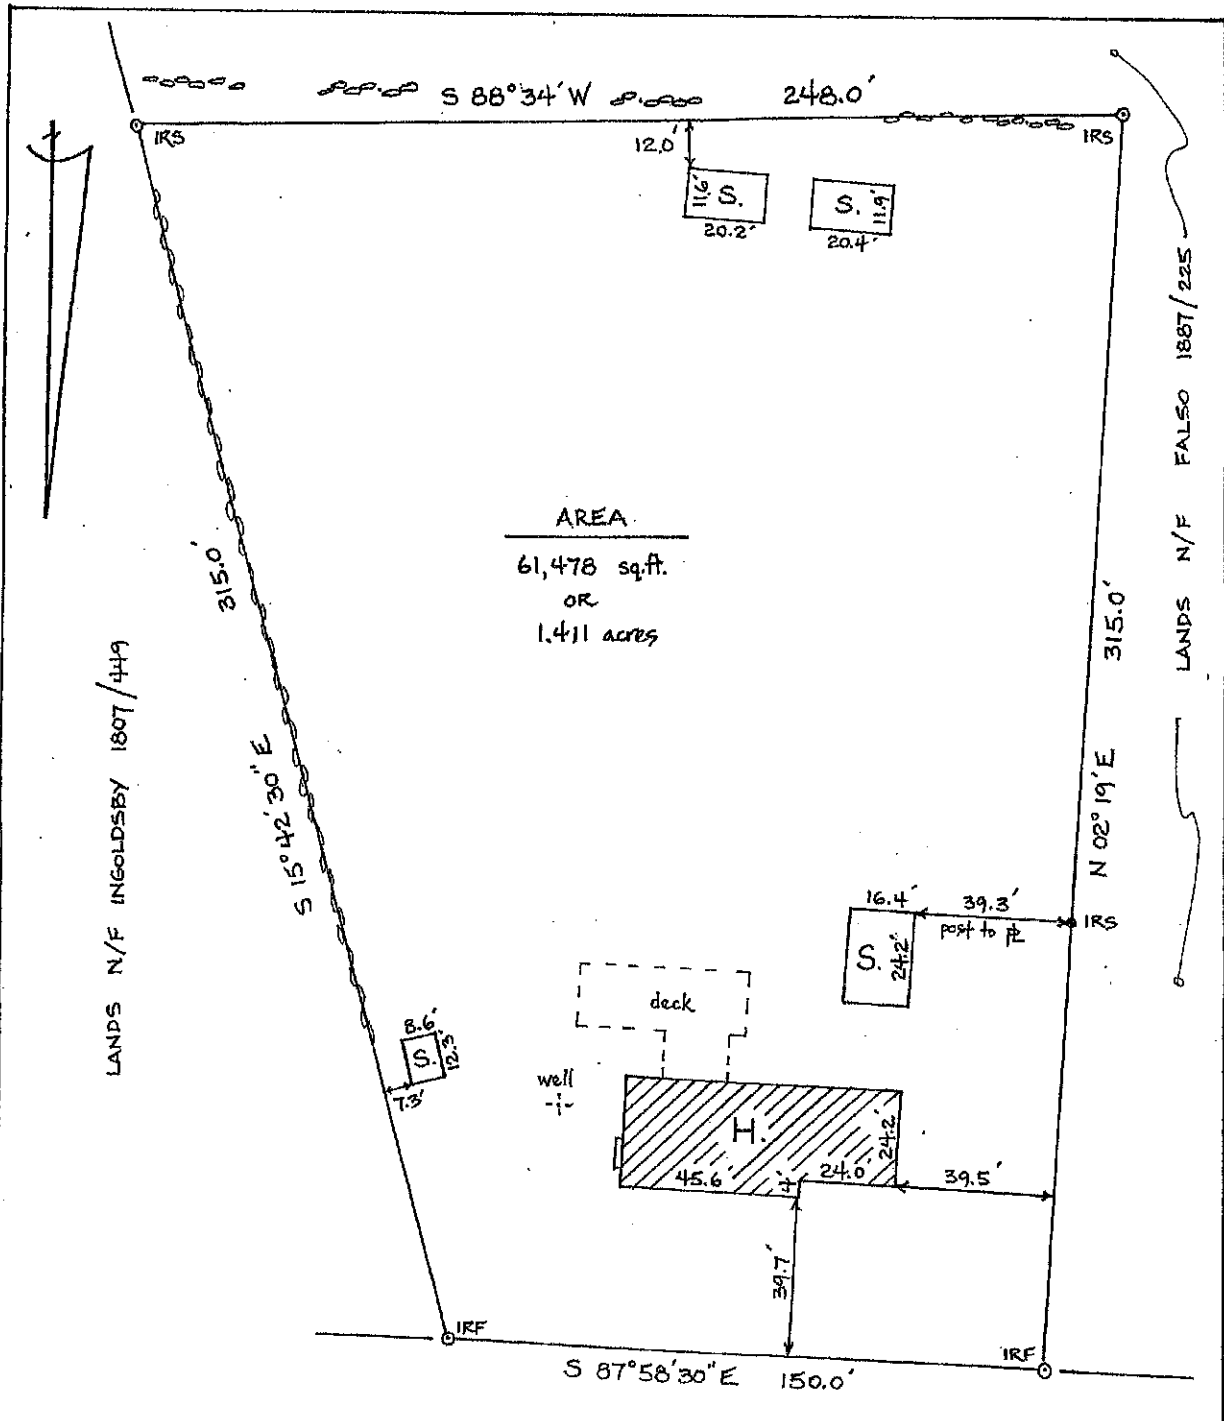 S 88°34' W 248.0'
IRS
IRS
12.0'
11.6'
S.
20.2'
S.
11.9'
20.4'
LANDS N/F FALSO 1887/225
AREA
61,478 sq.ft.
OR
1.411 acres
315.0'
S 15°42'30" E
LANDS N/F INGOLDSBY 1807/449
315.0'
N 02°19' E
16.4'
39.3'
post to PL
IRS
S.
24.2'
deck
8.6'
S.
12.3'
7.3'
well
H.
24.2'
45.6'
4'
24.0'
39.5'
39.7'
IRF
IRF
S 87°58'30" E 150.0'